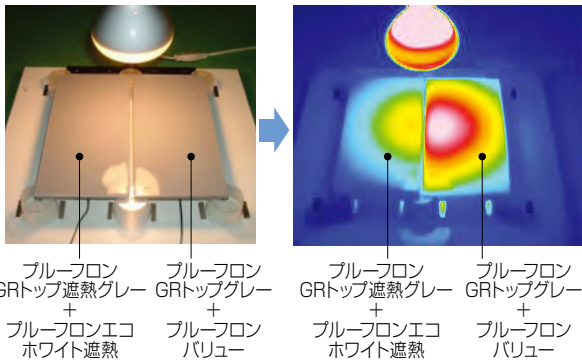 プルーフロン
GRトップ遮熱グレー
＋
プルーフロンエコ
ホワイト遮熱
プルーフロン
GRトップグレー
＋
プルーフロン
バリュー
プルーフロン
GRトップ遮熱グレー
＋
プルーフロンエコ
ホワイト遮熱
プルーフロン
GRトップグレー
＋
プルーフロン
バリュー